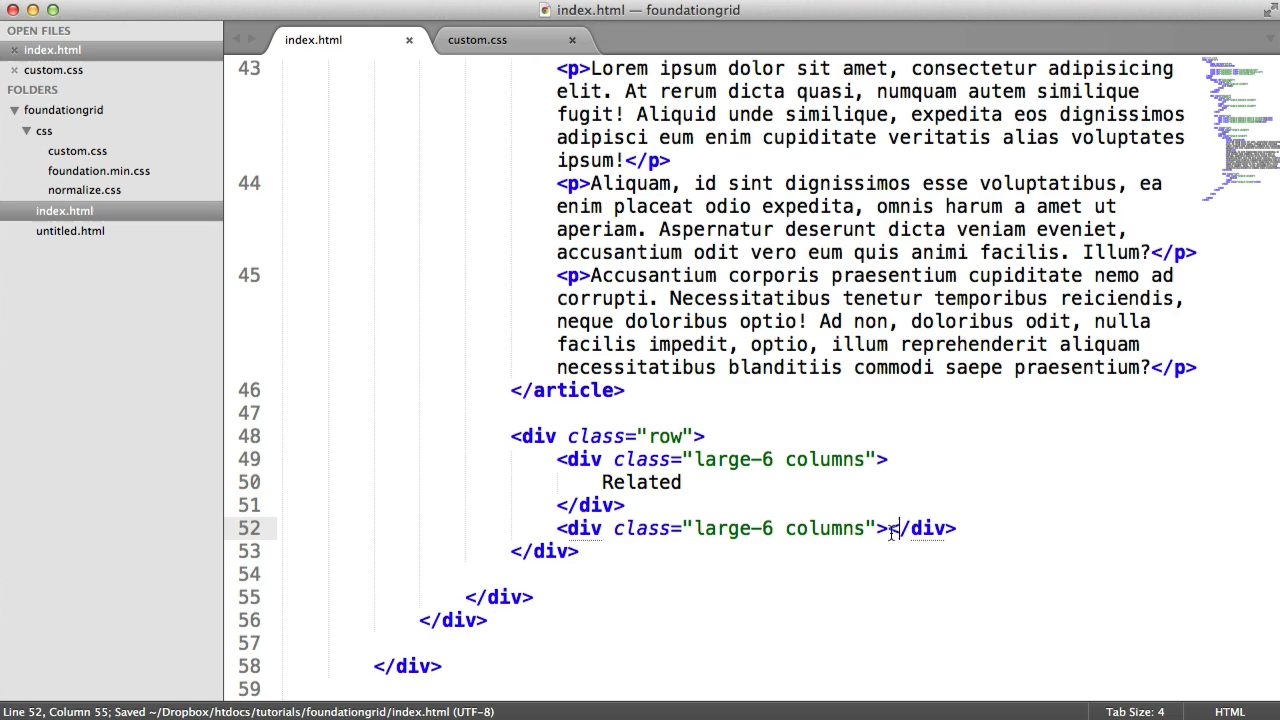 index.html — foundationgrid
OPEN FILES
index.html
custom.css
FOLDERS
foundationgrid
css
custom.css
foundation.min.css
normalize.css
index.html
untitled.html
index.html
custom.css
43 <p>Lorem ipsum dolor sit amet, consectetur adipisicing
elit. At rerum dicta quasi, numquam autem similique
fugit! Aliquid unde similique, expedita eos dignissimos
adipisci eum enim cupiditate veritatis alias voluptates
ipsum!</p>
44 <p>Aliquam, id sint dignissimos esse voluptatibus, ea
enim placeat odio expedita, omnis harum a amet ut
aperiam. Aspernatur deserunt dicta veniam eveniet,
accusantium odit vero eum quis animi facilis. Illum?</p>
45 <p>Accusantium corporis praesentium cupiditate nemo ad
corrupti. Necessitatibus tenetur temporibus reiciendis,
neque doloribus optio! Ad non, doloribus odit, nulla
facilis impedit, optio, illum reprehenderit aliquam
necessitatibus blanditiis commodi saepe praesentium?</p>
46 </article>
47
48 <div class="row">
49 <div class="large-6 columns">
50 Related
51 </div>
52 <div class="large-6 columns"></div>
53 </div>
54
55 </div>
56 </div>
57
58 </div>
59
Line 52, Column 55; Saved ~/Dropbox/htdocs/tutorials/foundationgrid/index.html (UTF-8)
Tab Size: 4
HTML